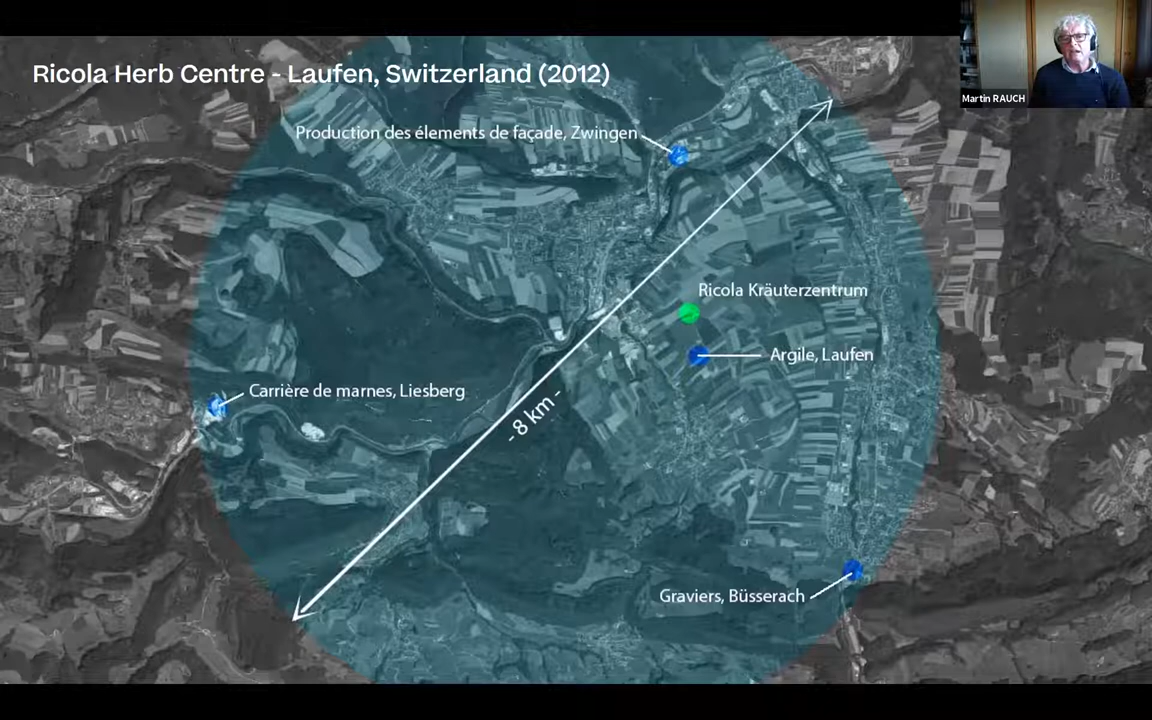 Ricola Herb Centre - Laufen, Switzerland (2012)
Martin RAUCH
Production des élements de façade, Zwingen
Ricola Kräuterzentrum
Argile, Laufen
Carrière de marnes, Liesberg
- 8 km -
Graviers, Büsserach